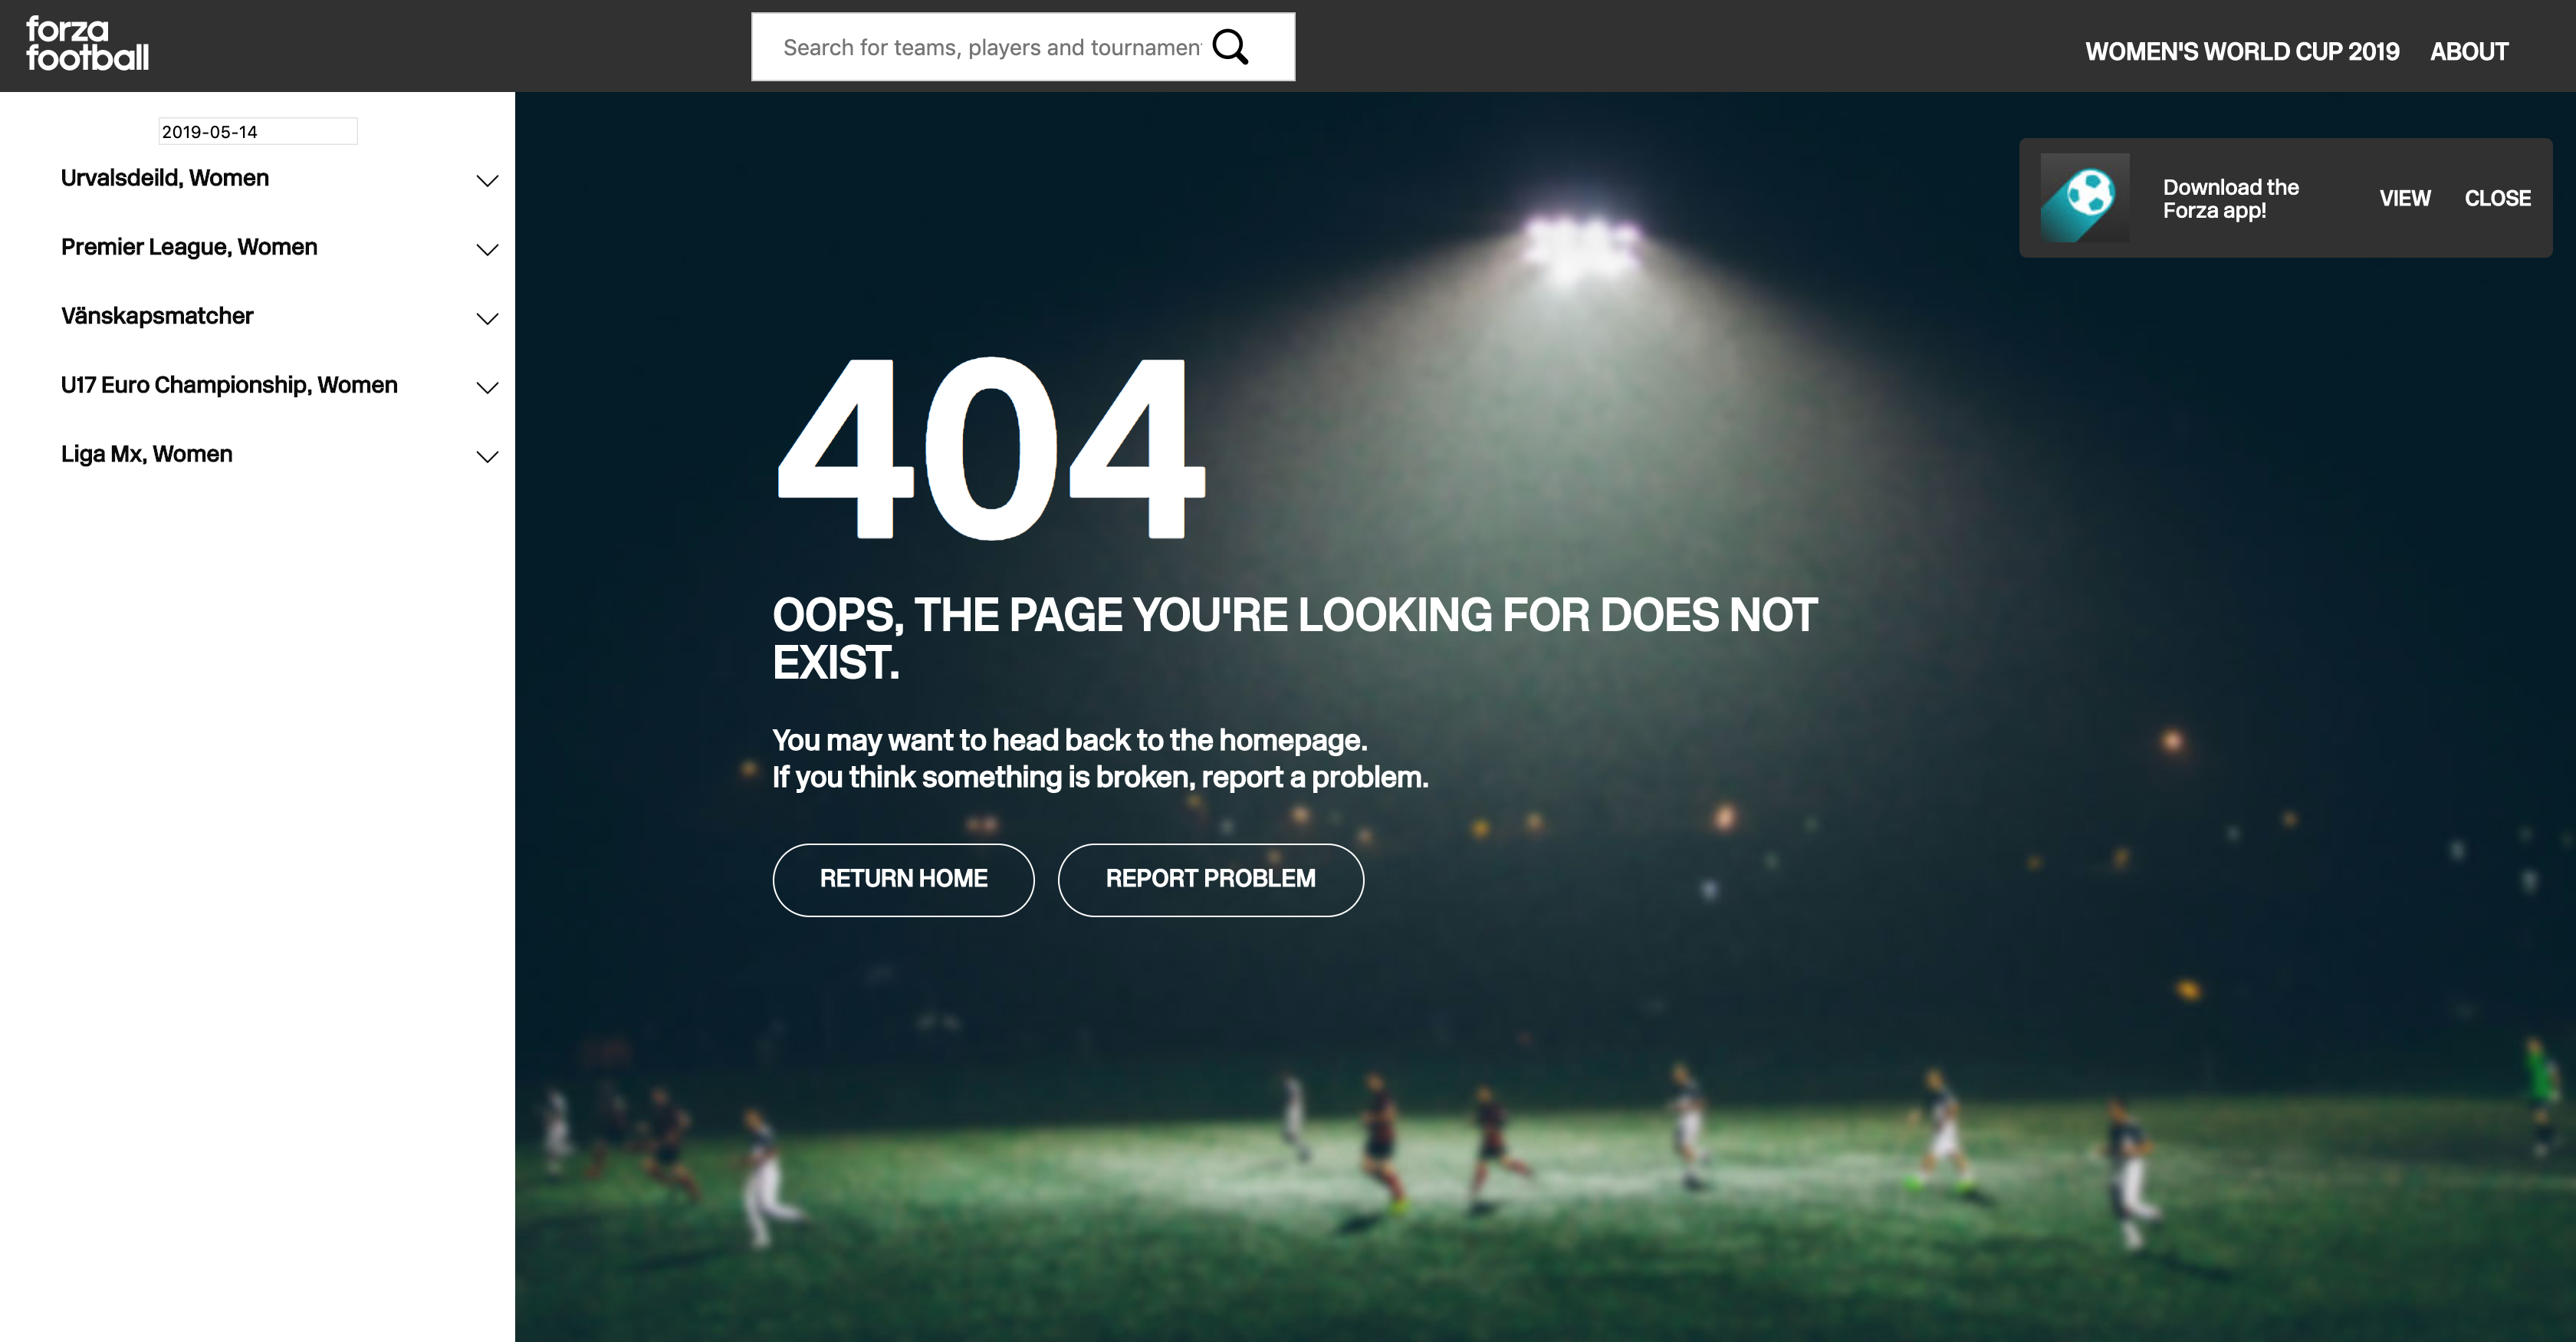 forza
football
Search for teams, players and tournamen
WOMEN'S WORLD CUP 2019
ABOUT
2019-05-14
Urvalsdeild, Women
Premier League, Women
Vänskapsmatcher
U17 Euro Championship, Women
Liga Mx, Women
Download the
Forza app!
VIEW
CLOSE
404
OOPS, THE PAGE YOU'RE LOOKING FOR DOES NOT
EXIST.
You may want to head back to the homepage.
If you think something is broken, report a problem.
RETURN HOME
REPORT PROBLEM